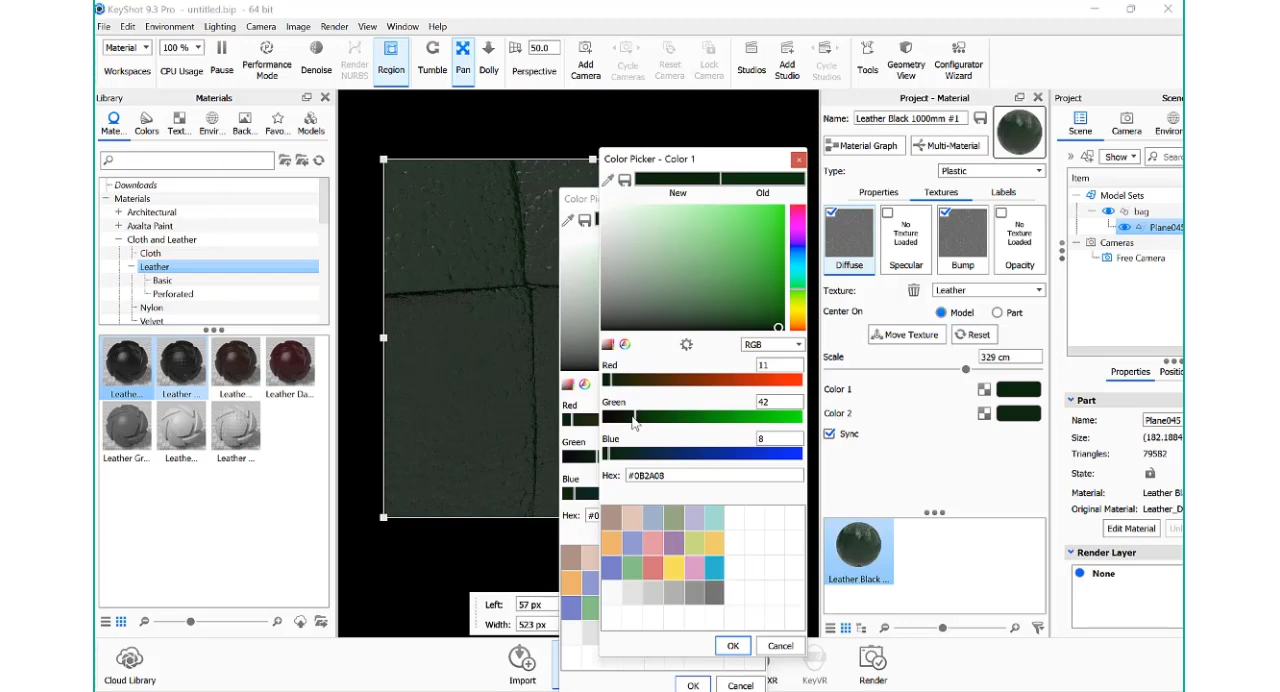 KeyShot 9.3 Pro - untitled.bip - 64 bit
File Edit Environment Lighting Camera Image Render View Window Help
Material 100 % 50.0
Workspaces CPU Usage Pause Performance Mode Denoise Render NURBS Region Tumble Pan Dolly Perspective Add Camera Cycle Cameras Reset Camera Lock Camera Studios Add Studio Cycle Studios Tools Geometry View Configurator Wizard
Library Materials
Mate... Colors Text... Envir... Back... Favo... Models
Downloads
Materials
Architectural
Axalta Paint
Cloth and Leather
Cloth
Leather
Basic
Perforated
Nylon
Velvet
Leathe... Leather ... Leathe... Leather Da...
Leather Gr... Leathe... Leather ...
Cloud Library
Import
Left: 57 px
Width: 523 px
Color Pi
Red
Green
Blue
Hex: #0
OK Cancel
Color Picker - Color 1
New Old
RGB
Red 11
Green 42
Blue 8
Hex: #0B2A08
OK Cancel
XR KeyVR Render
Project - Material
Name: Leather Black 1000mm #1
Material Graph Multi-Material
Type: Plastic
Properties Textures Labels
No Texture Loaded No Texture Loaded
Diffuse Specular Bump Opacity
Texture: Leather
Center On Model Part
Move Texture Reset
Scale 329 cm
Color 1
Color 2
Sync
Leather Black ...
Project Scen
Scene Camera Enviro
Show Sear
Item
Model Sets
bag
Plane045
Cameras
Free Camera
Properties Positi
Part
Name: Plane045
Size: (182.1884
Triangles: 79582
State:
Material: Leather Bl
Original Material: Leather_D
Edit Material Unl
Render Layer
None